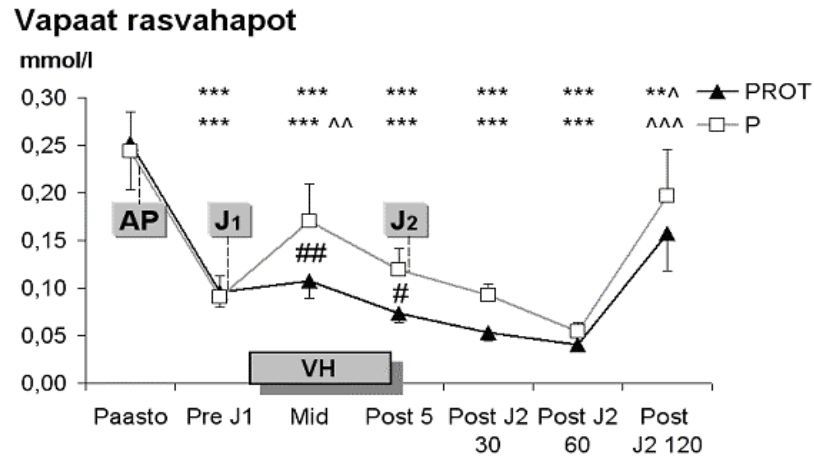 Vapaat rasvahapot
mmol/l
0,30
0,25
0,20
0,15
0,10
0,05
0,00
*** *** *** *** *** **^
*** *** ^^ *** *** *** ^^^
PROT
P
AP
J1
J2
##
#
VH
Paasto
Pre J1
Mid
Post 5
Post J2
30
Post J2
60
Post
J2 120